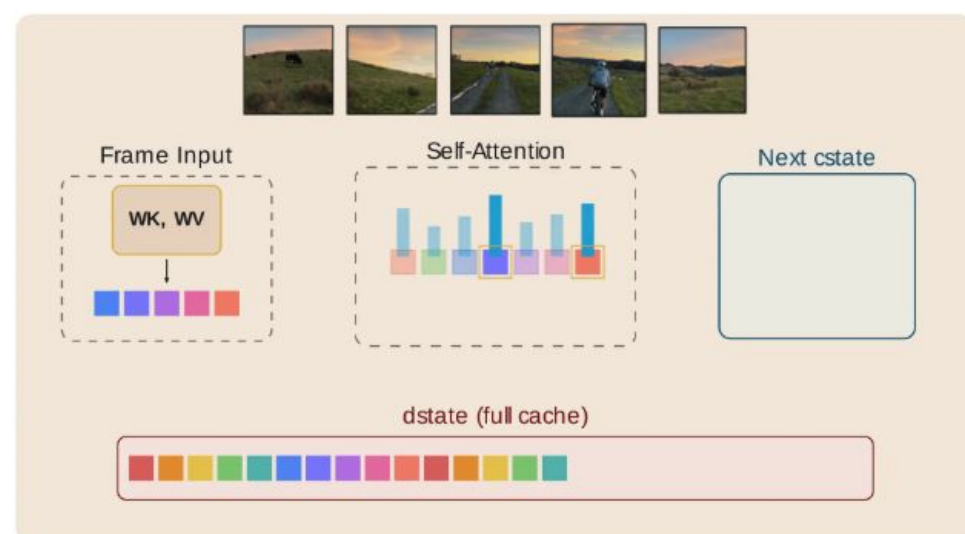 Frame Input
Self-Attention
Next cstate
WK, WV
dstate (full cache)